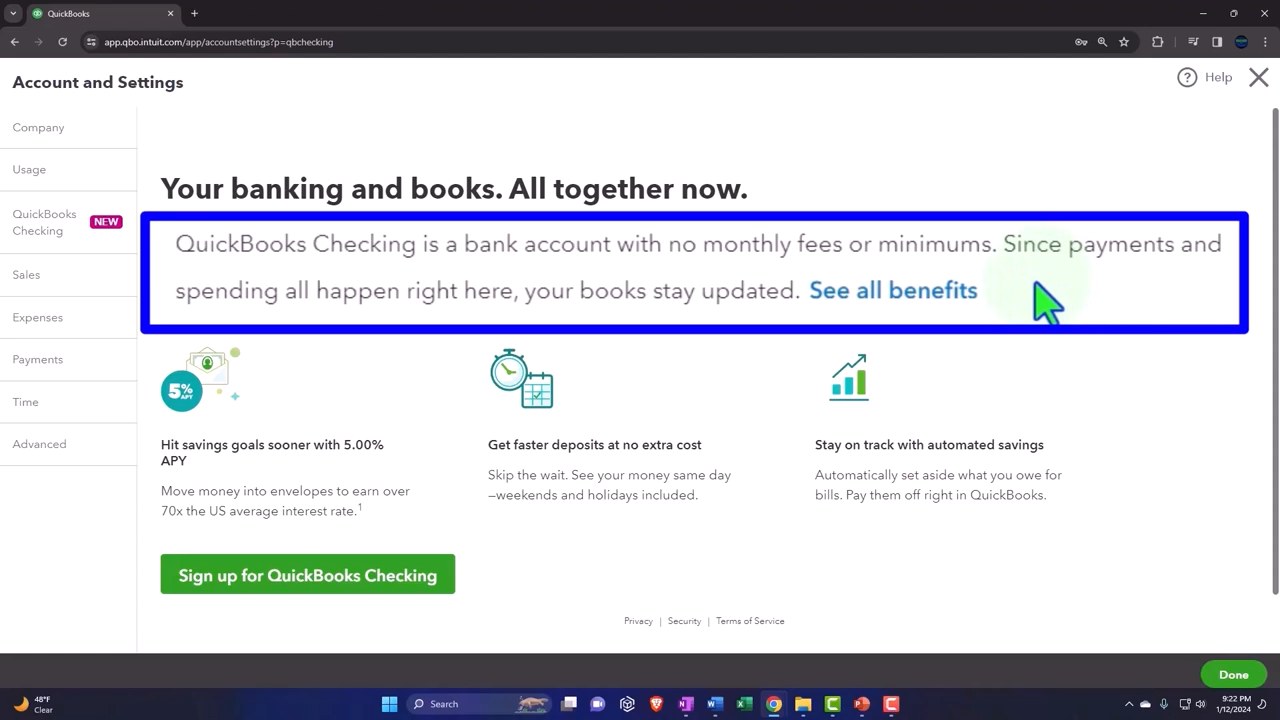 QuickBooks
app.qbo.intuit.com/app/accountsettings?p=qbchecking
Account and Settings
? Help
Company
Usage
QuickBooks
Checking
NEW
Sales
Expenses
Payments
Time
Advanced
Your banking and books. All together now.
QuickBooks Checking is a bank account with no monthly fees or minimums. Since payments and
spending all happen right here, your books stay updated. See all benefits
5%
APY
Hit savings goals sooner with 5.00%
APY
Move money into envelopes to earn over
70x the US average interest rate.1
Get faster deposits at no extra cost
Skip the wait. See your money same day
—weekends and holidays included.
Stay on track with automated savings
Automatically set aside what you owe for
bills. Pay them off right in QuickBooks.
Sign up for QuickBooks Checking
Privacy | Security | Terms of Service
Done
48°F
Clear
Search
9:22 PM
1/12/2024